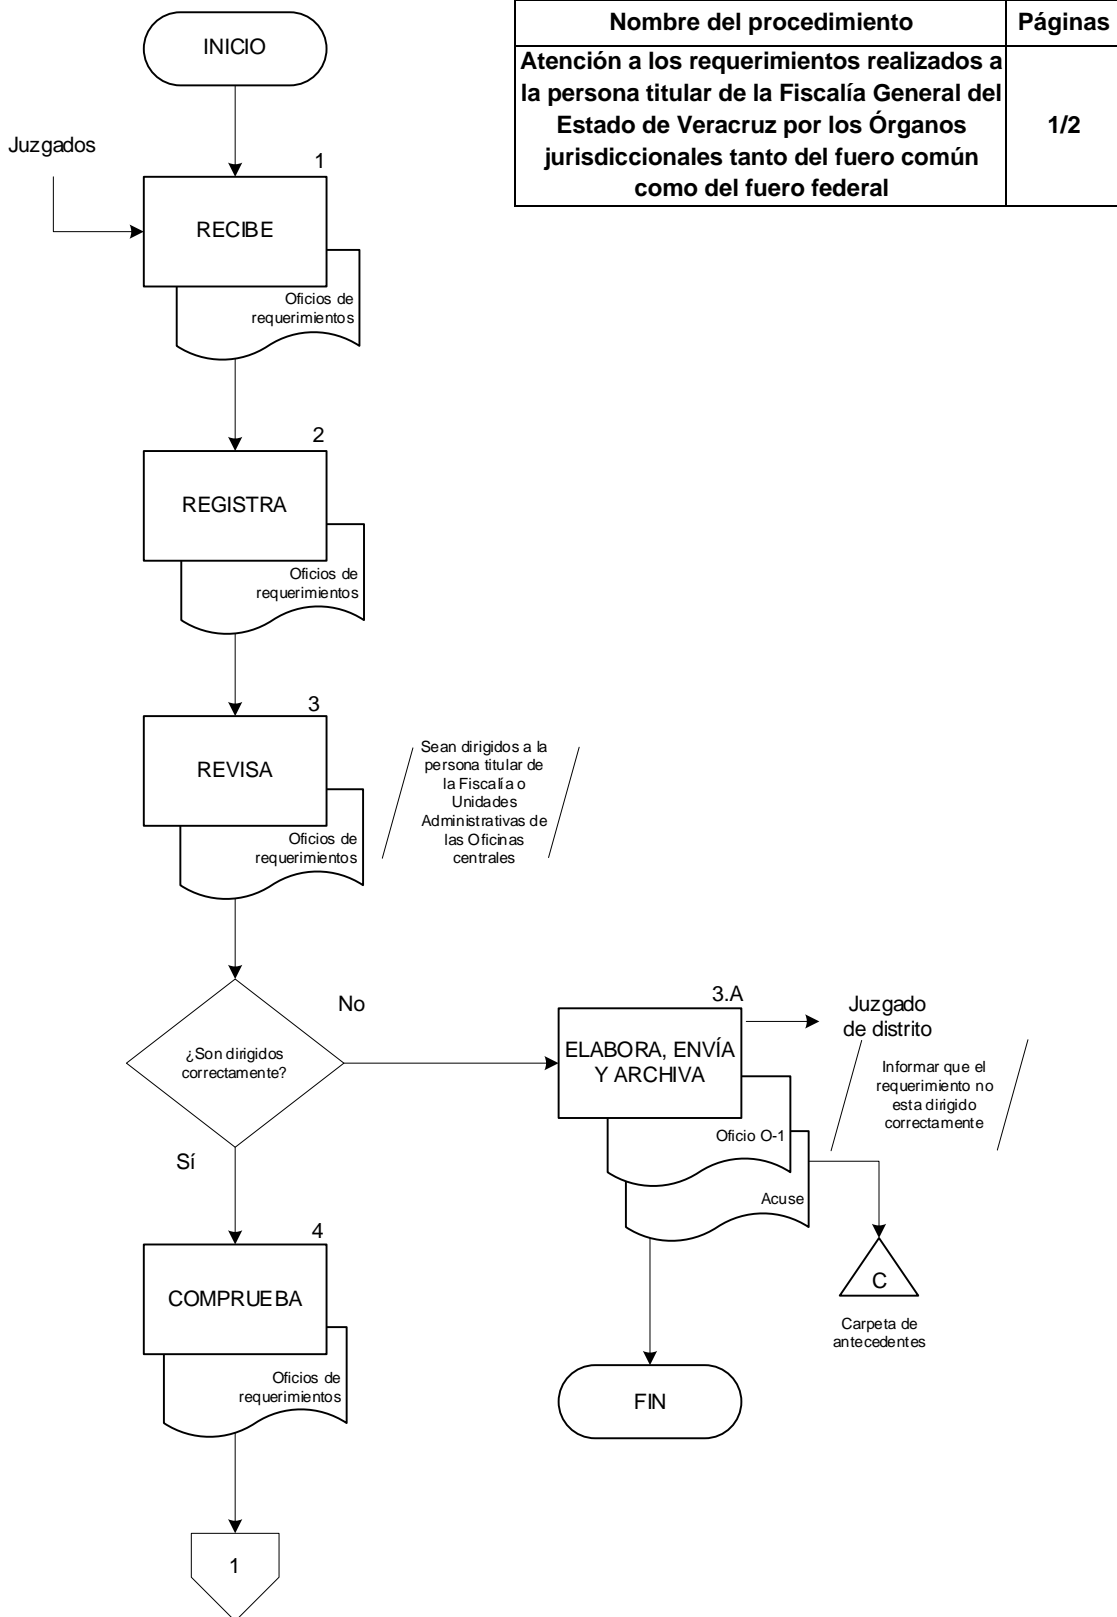 Nombre del procedimiento
Páginas
Atención a los requerimientos realizados a
la persona titular de la Fiscalía General del
Estado de Veracruz por los Órganos
jurisdiccionales tanto del fuero común
como del fuero federal
1/2
INICIO
Juzgados
1
RECIBE
Oficios de
requerimientos
2
REGISTRA
Oficios de
requerimientos
3
REVISA
Oficios de
requerimientos
Sean dirigidos a la
persona titular de
la Fiscalía o
Unidades
Administrativas de
las Oficinas
centrales
¿Son dirigidos
correctamente?
No
3.A
ELABORA, ENVÍA
Y ARCHIVA
Juzgado
de distrito
Informar que el
requerimiento no
esta dirigido
correctamente
Oficio O-1
Acuse
C
Carpeta de
antecedentes
FIN
Sí
4
COMPRUEBA
Oficios de
requerimientos
1